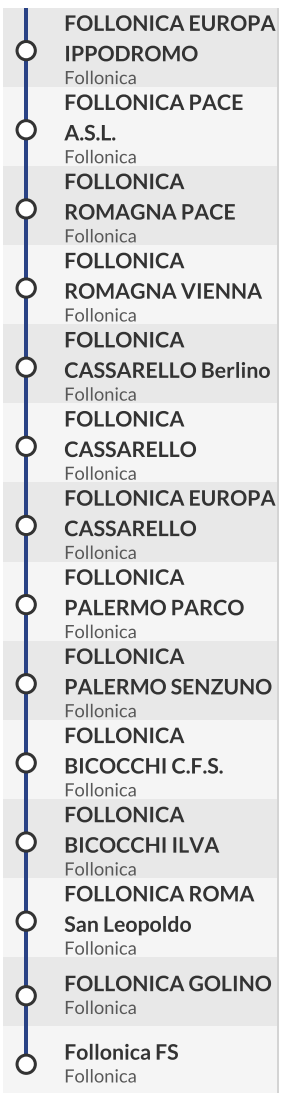 FOLLONICA EUROPA
IPPODROMO
Follonica
FOLLONICA PACE
A.S.L.
Follonica
FOLLONICA
ROMAGNA PACE
Follonica
FOLLONICA
ROMAGNA VIENNA
Follonica
FOLLONICA
CASSARELLO Berlino
Follonica
FOLLONICA
CASSARELLO
Follonica
FOLLONICA EUROPA
CASSARELLO
Follonica
FOLLONICA
PALERMO PARCO
Follonica
FOLLONICA
PALERMO SENZUNO
Follonica
FOLLONICA
BICOCCHI C.F.S.
Follonica
FOLLONICA
BICOCCHI ILVA
Follonica
FOLLONICA ROMA
San Leopoldo
Follonica
FOLLONICA GOLINO
Follonica
Follonica FS
Follonica